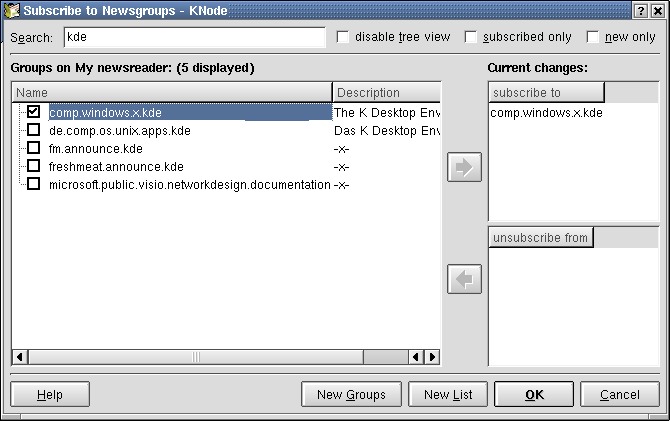 Subscribe to Newsgroups - KNode
Search: kde disable tree view subscribed only new only
Groups on My newsreader: (5 displayed)
Name Description
comp.windows.x.kde The K Desktop Env
de.comp.os.unix.apps.kde Das K Desktop Env
fm.announce.kde -x-
freshmeat.announce.kde -x-
microsoft.public.visio.networkdesign.documentation -x-
Current changes:
subscribe to
comp.windows.x.kde
unsubscribe from
Help New Groups New List OK Cancel